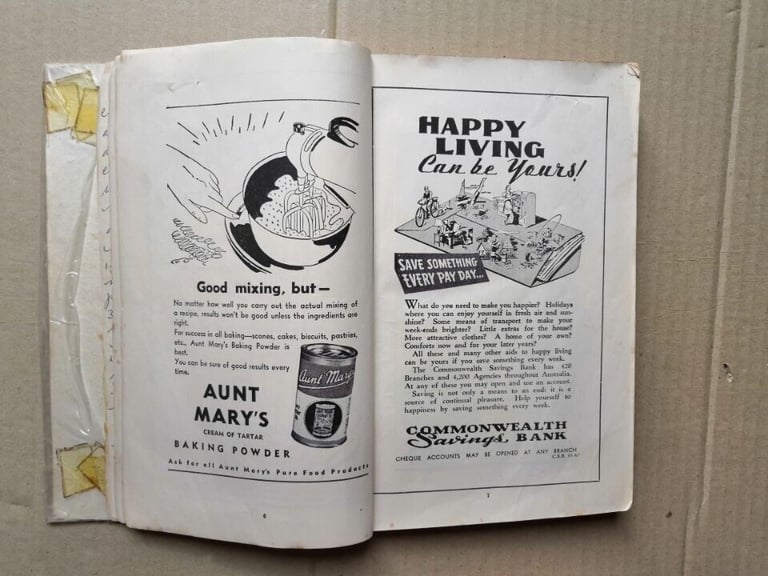 Good mixing, but—
No matter how well you carry out the actual mixing of
a recipe, results won't be good unless the ingredients are
right.
For success in all baking—scones, cakes, biscuits, pastries,
etc., Aunt Mary's Baking Powder is
best.
You can be sure of good results every
time.
Aunt Mary's
AUNT
MARY'S
CREAM OF TARTAR
BAKING POWDER
Ask for all Aunt Mary's Pure Food Products
6
HAPPY
LIVING
Can be Yours!
SAVE SOMETHING
EVERY PAY DAY...
What do you need to make you happier? Holidays
where you can enjoy yourself in fresh air and sun-
shine? Some means of transport to make your
week-ends brighter? Little extras for the house?
More attractive clothes? A home of your own?
Comforts now and for your later years?
All these and many other aids to happy living
can be yours if you save something every week.
The Commonwealth Savings Bank has 420
Branches and 4,200 Agencies throughout Australia.
At any of these you may open and use an account.
Saving is not only a means to an end: it is a
source of continual pleasure. Help yourself to
happiness by saving something every week.
COMMONWEALTH
Savings BANK
CHEQUE ACCOUNTS MAY BE OPENED AT ANY BRANCH